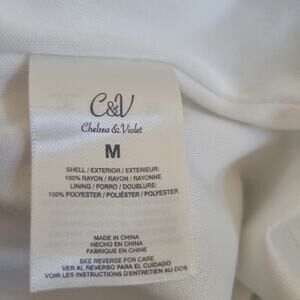 C&V
Chelsea & Violet
M
SHELL / EXTERIOR / EXTERIEUR:
100% RAYON / RAYON / RAYONNE
LINING / FORRO / DOUBLURE:
100% POLYESTER / POLIÉSTER / POLYESTER
MADE IN CHINA
HECHO EN CHINA
FABRIQUE EN CHINE
SEE REVERSE FOR CARE
VER AL REVERSO PARA EL CUIDADO
VOIR LES INSTRUCTIONS D'ENTRETIEN AU DOS